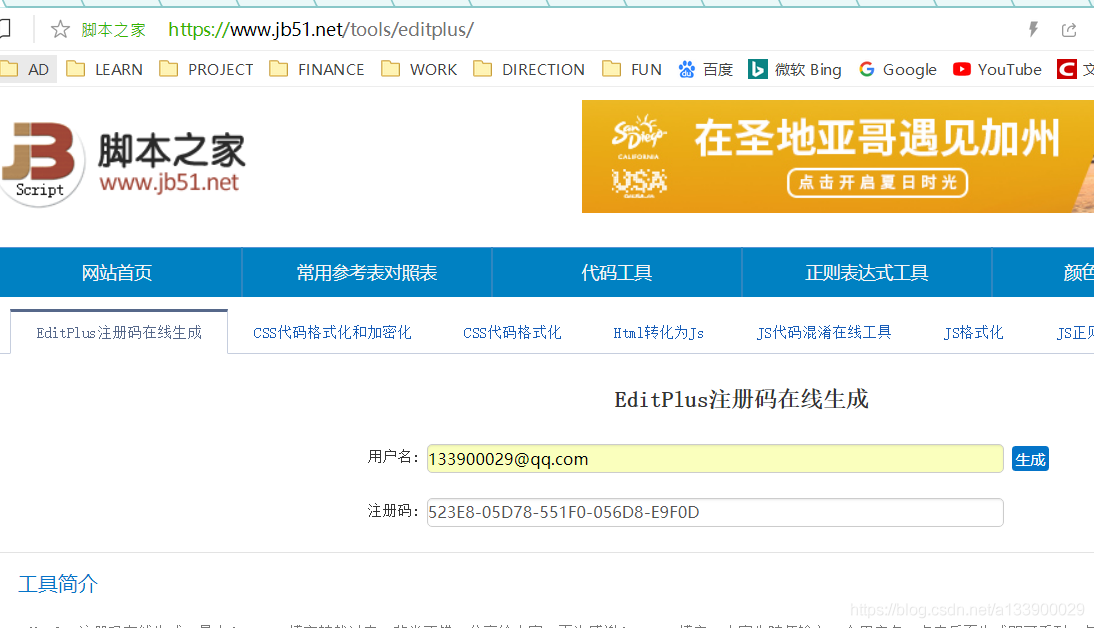 脚本之家 https://www.jb51.net/tools/editplus/
AD LEARN PROJECT FINANCE WORK DIRECTION FUN 百度 微软 Bing Google YouTube
JB Script
脚本之家
www.jb51.net
San Diego CALIFORNIA
USA
在圣地亚哥遇见加州
点击开启夏日时光
网站首页 常用参考表对照表 代码工具 正则表达式工具 颜色
EditPlus注册码在线生成 CSS代码格式化和加密化 CSS代码格式化 Html转化为Js JS代码混淆在线工具 JS格式化 JS正则
EditPlus注册码在线生成
用户名: 133900029@qq.com 生成
注册码: 523E8-05D78-551F0-056D8-E9F0D
工具简介
https://blog.csdn.net/a133900029